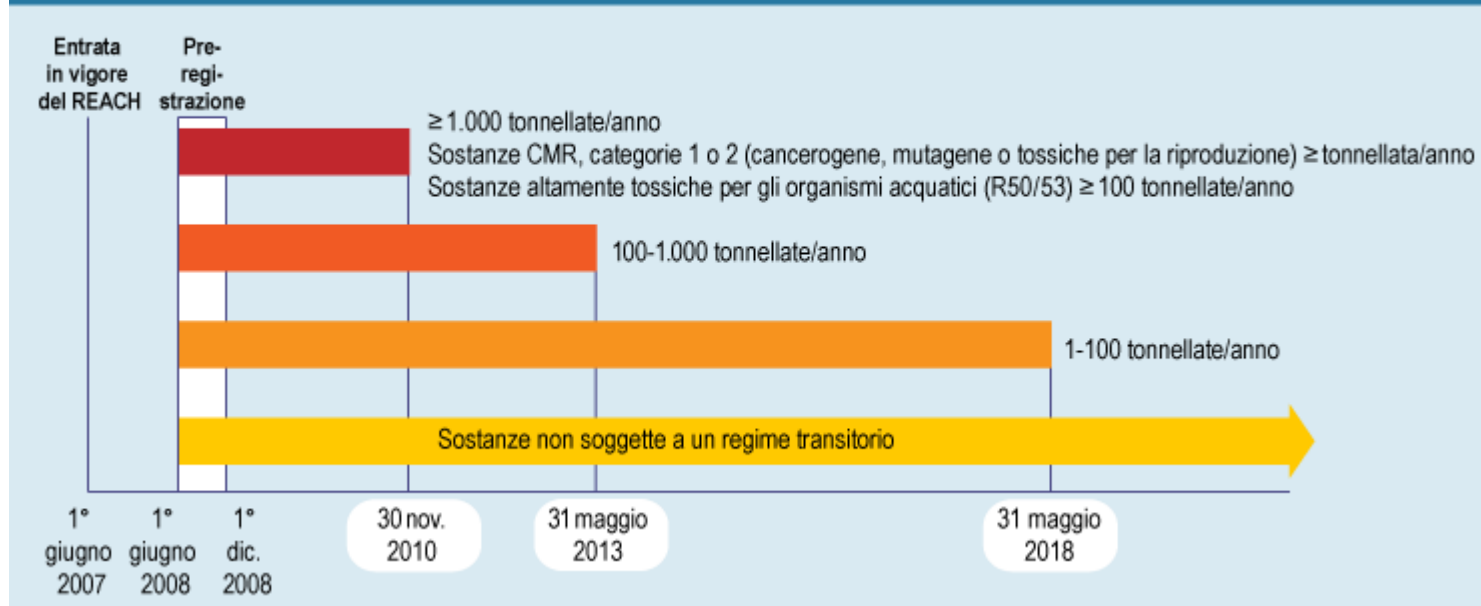 Entrata
in vigore
del REACH
Pre-
regi-
strazione
≥ 1.000 tonnellate/anno
Sostanze CMR, categorie 1 o 2 (cancerogene, mutagene o tossiche per la riproduzione) ≥ tonnellata/anno
Sostanze altamente tossiche per gli organismi acquatici (R50/53) ≥ 100 tonnellate/anno
100-1.000 tonnellate/anno
1-100 tonnellate/anno
Sostanze non soggette a un regime transitorio
1°
giugno
2007
1°
giugno
2008
1°
dic.
2008
30 nov.
2010
31 maggio
2013
31 maggio
2018